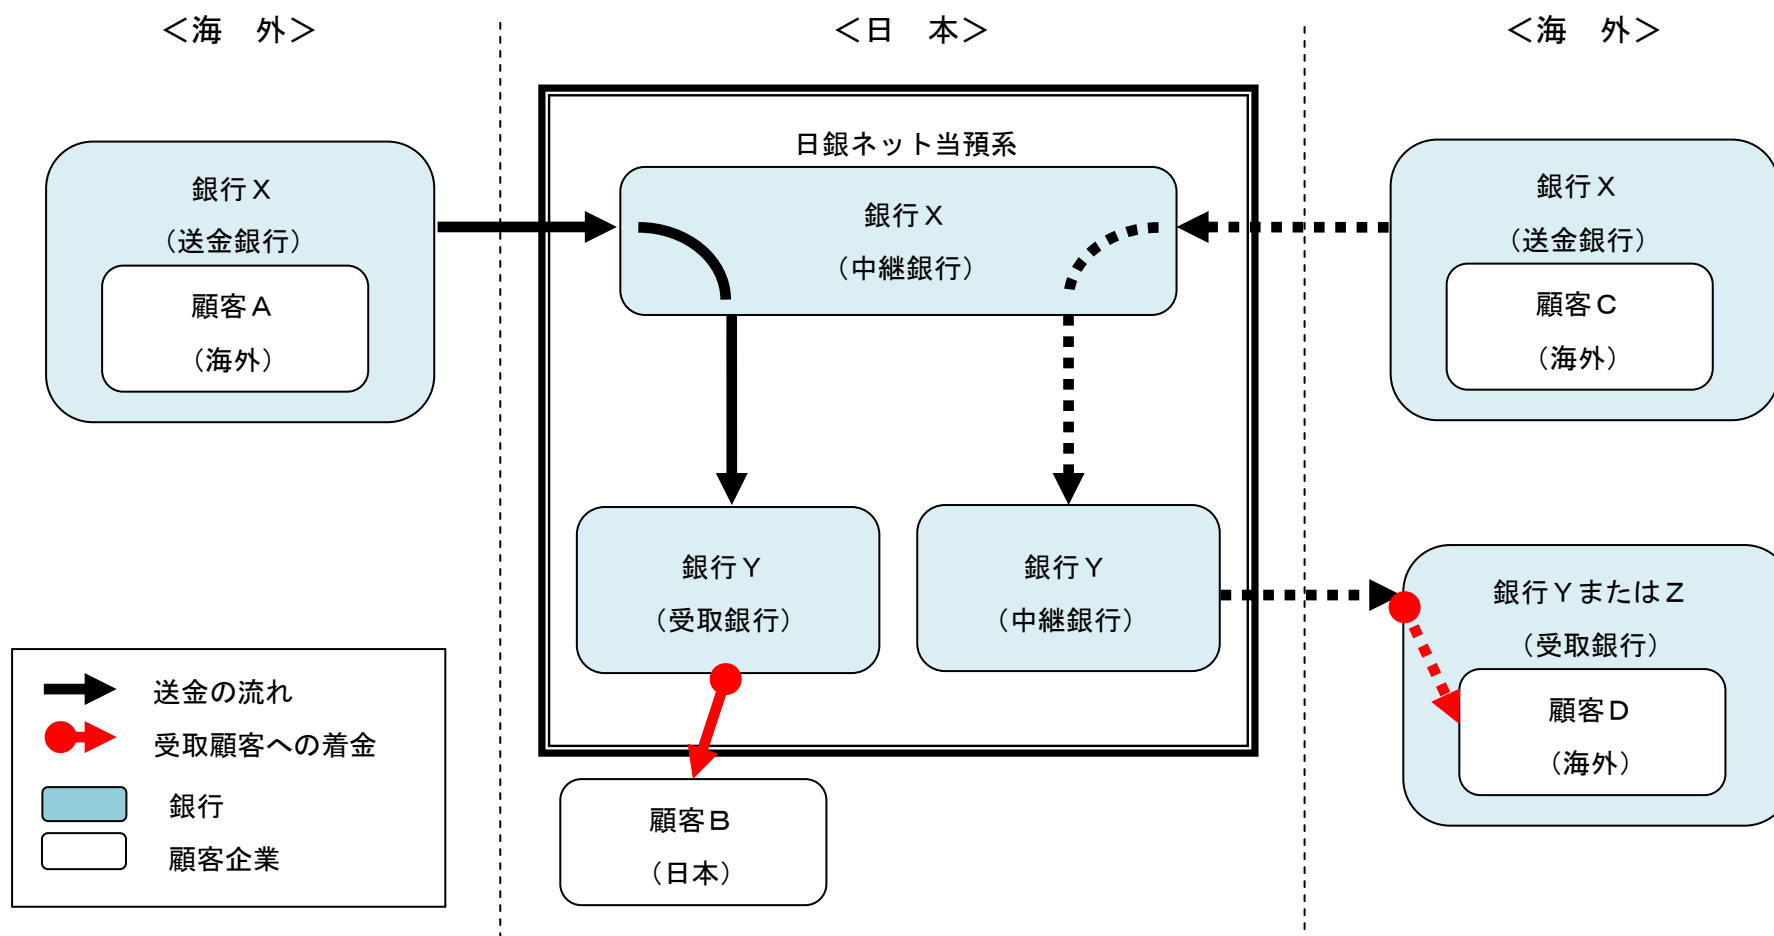 ＜海　外＞
＜日　本＞
＜海　外＞
日銀ネット当預系
銀行Ｘ
（送金銀行）
顧客Ａ
（海外）
銀行Ｘ
（中継銀行）
銀行Ｘ
（送金銀行）
顧客Ｃ
（海外）
銀行Ｙ
（受取銀行）
銀行Ｙ
（中継銀行）
銀行ＹまたはＺ
（受取銀行）
顧客Ｄ
（海外）
顧客Ｂ
（日本）
送金の流れ
受取顧客への着金
銀行
顧客企業